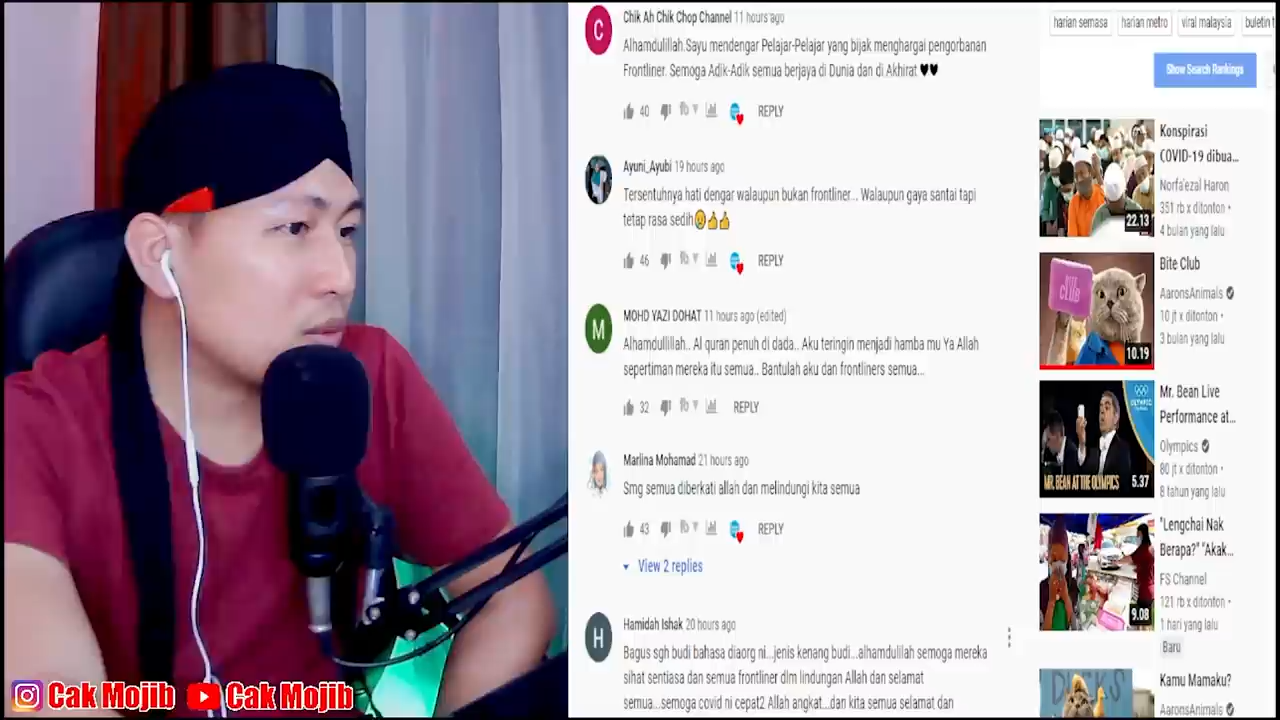 Chik Ah Chik Chop Channel 11 hours ago
Alhamdulillah.Sayu mendengar Pelajar-Pelajar yang bijak menghargai pengorbanan
Frontliner. Semoga Adik-Adik semua berjaya di Dunia dan di Akhirat ♥♥
40 REPLY
Ayuni_Ayubi 19 hours ago
Tersentuhnya hati dengar walaupun bukan frontliner... Walaupun gaya santai tapi
tetap rasa sedih😢👍👍
46 REPLY
M
MOHD YAZI DOHAT 11 hours ago (edited)
Alhamdullillah.. Al quran penuh di dada.. Aku teringin menjadi hamba mu Ya Allah
sepertiman mereka itu semua.. Bantulah aku dan frontliners semua...
32 REPLY
Marlina Mohamad 21 hours ago
Smg semua diberkati allah dan melindungi kita semua
43 REPLY
View 2 replies
H
Hamidah Ishak 20 hours ago
Bagus sgh budi bahasa diaorg ni...jenis kenang budi...alhamdulilah semoga mereka
sihat sentiasa dan semua frontliner dlm lindungan Allah dan selamat
semua...semoga covid ni cepat2 Allah angkat...dan kita semua selamat dan
C
harian semasa harian metro viral malaysia buletin
Show Search Rankings
Konspirasi
COVID-19 dibua...
Norfa'ezal Haron
351 rb x ditonton •
4 bulan yang lalu
22.13
Bite Club
AaronsAnimals
10 jt x ditonton •
3 bulan yang lalu
CLUB
10.19
Mr. Bean Live
Performance at...
Olympics
80 jt x ditonton •
8 tahun yang lalu
MR. BEAN AT THE OLYMPICS 5.37
"Lengchai Nak
Berapa?" "Akak...
FS Channel
121 rb x ditonton •
1 hari yang lalu
Baru
9.08
Kamu Mamaku?
AaronsAnimals
Cak Mojib Cak Mojib